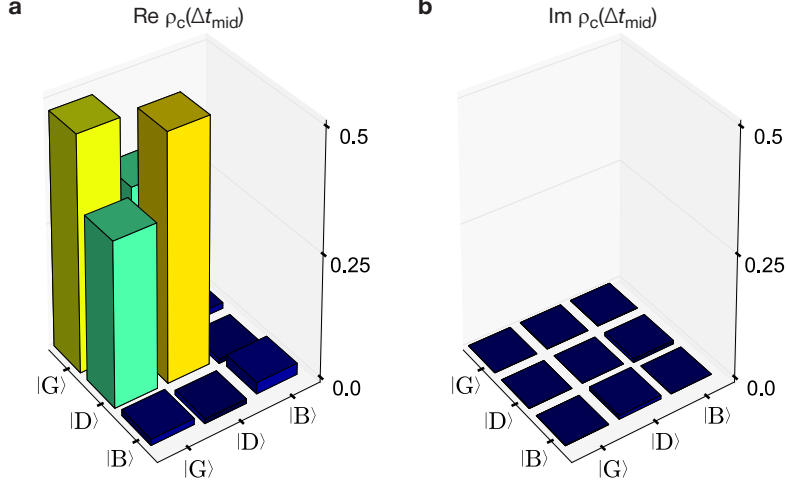 a
Re ρc(Δtmid)
0.5
0.25
0.0
|G⟩
|D⟩
|B⟩
|G⟩
|D⟩
|B⟩
b
Im ρc(Δtmid)
0.5
0.25
0.0
|G⟩
|D⟩
|B⟩
|G⟩
|D⟩
|B⟩